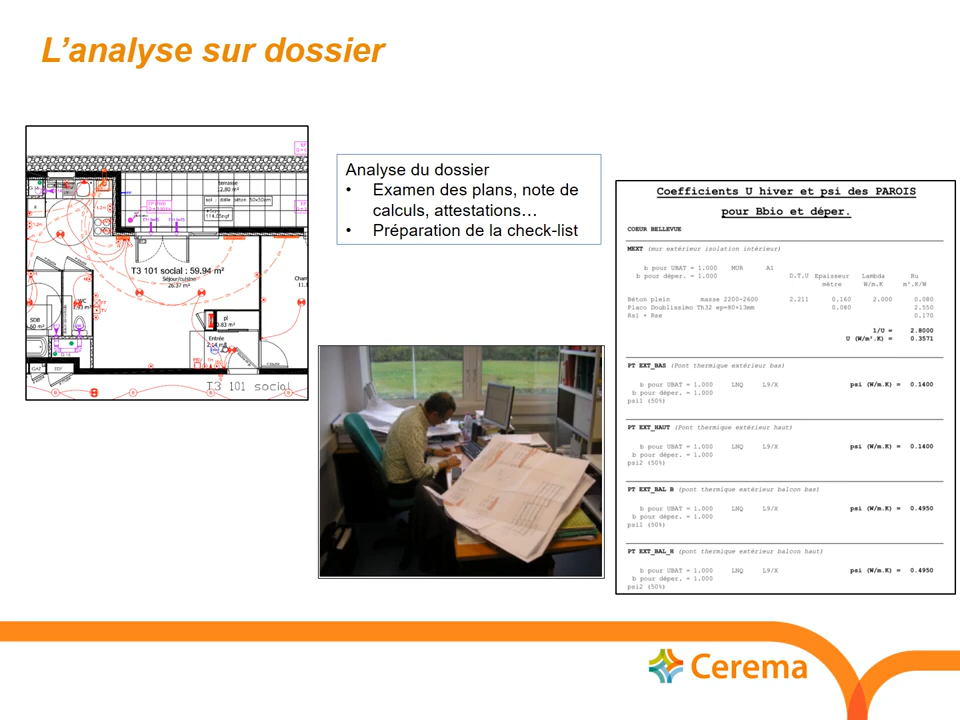 L’analyse sur dossier
terrasse
T3 101 social : 59.94 m²
Séjour/cuisine
26.37 m²
WC
SDB
pl
0.83 m²
Entrée
GAZ
EDF
T3 101 social
Analyse du dossier
• Examen des plans, note de
calculs, attestations…
• Préparation de la check-list
Coefficients U hiver et psi des PAROIS
pour Bbio et déper.
COEUR BELLEVUE
MEXT (mur extérieur isolation intérieur)
b pour UBAT = 1.000 MUR A1
b pour déper. = 1.000 D.T,U Epaisseur Lambda Ru
mètre W/m.K m².K/W
Béton plein masse 2200-2600 2.211 0.160 2.000 0.080
Placo Doublissimo Th32 ep=80+13mm 0.080 2.550
Rsi + Rse 0.170
1/U = 2.8000
U (W/m².K) = 0.3571
PT EXT_BAS (Pont thermique extérieur bas)
b pour UBAT = 1.000 LNQ L9/X psi (W/m.K) = 0.1400
b pour déper. = 1.000
psi1 (50%)
PT EXT_HAUT (Pont thermique extérieur haut)
b pour UBAT = 1.000 LNQ L9/X psi (W/m.K) = 0.1400
b pour déper. = 1.000
psi2 (50%)
PT EXT_BAL B (pont thermique extérieur balcon bas)
b pour UBAT = 1.000 LNQ L9/X psi (W/m.K) = 0.4950
b pour déper. = 1.000
psi1 (50%)
PT EXT_BAL_H (pont thermique extérieur balcon haut)
b pour UBAT = 1.000 LNQ L9/X psi (W/m.K) = 0.4950
b pour déper. = 1.000
psi2 (50%)
Cerema